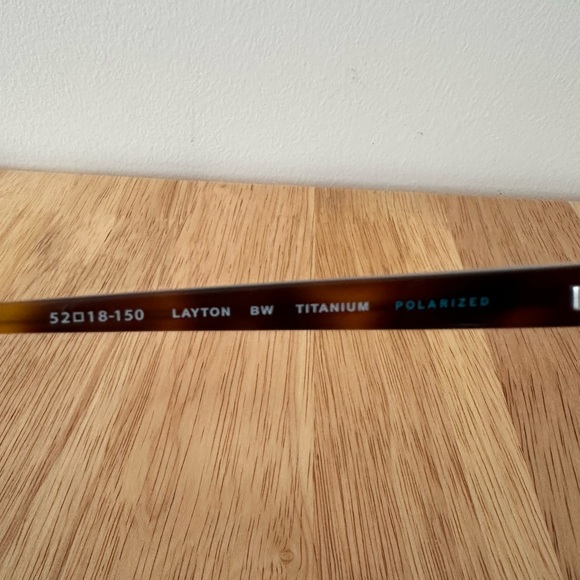 52□18-150 LAYTON BW TITANIUM POLARIZED